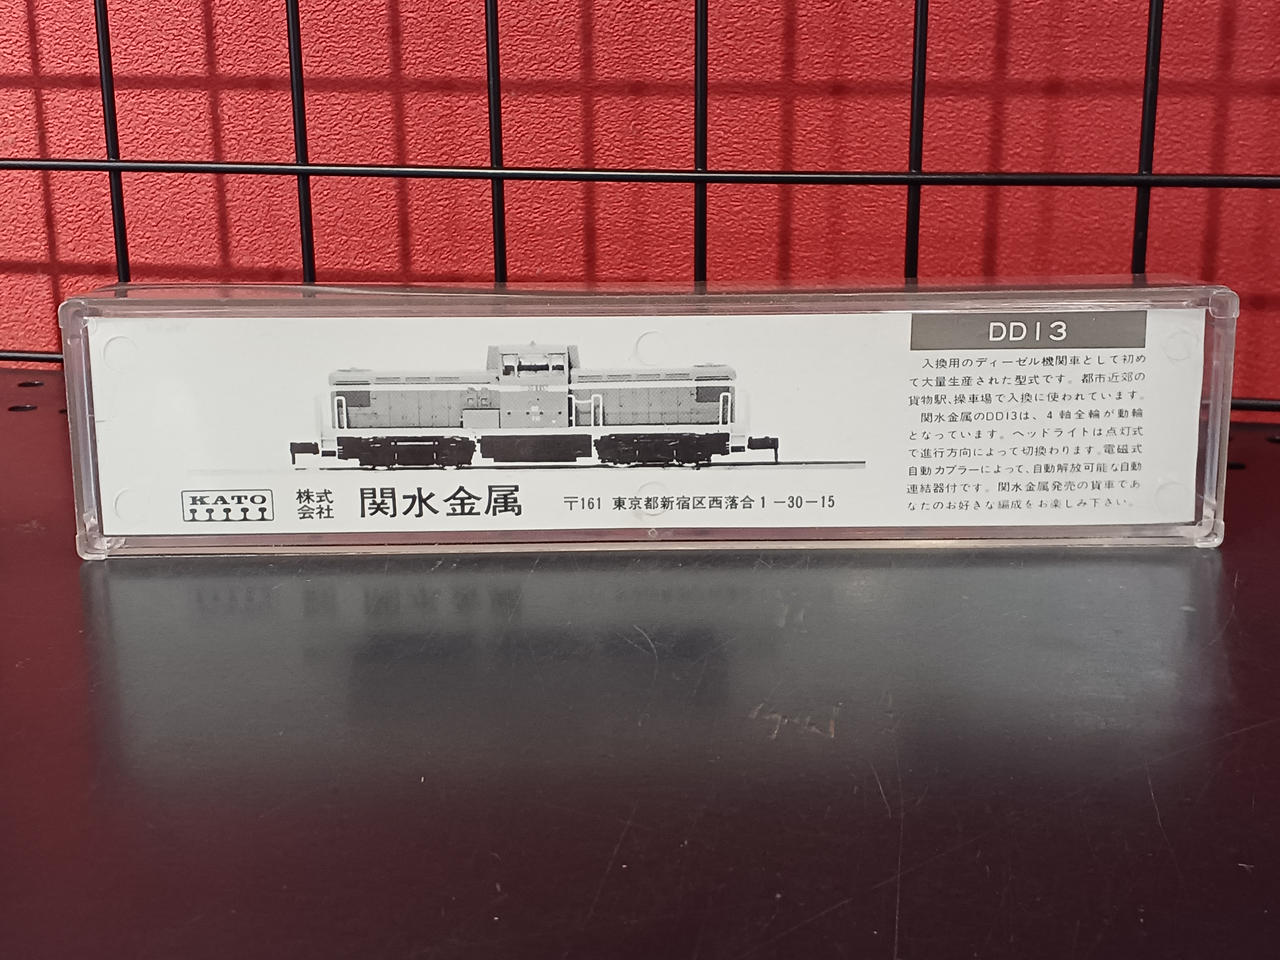 DD13
入換用のディーゼル機関車として初め
て大量生産された型式です。都市近郊の
貨物駅、操車場で入換に使われています。
関水金属のDD13は、4軸全輪が動輪
となっています。ヘッドライトは点灯式
で進行方向によって切換わります。電磁式
自動カプラーによって、自動解放可能な自動
連結器付です。関水金属発売の貨車であ
なたのお好きな編成をお楽しみ下さい。
KATO
株式会社 関水金属 〒161 東京都新宿区西落合1-30-15